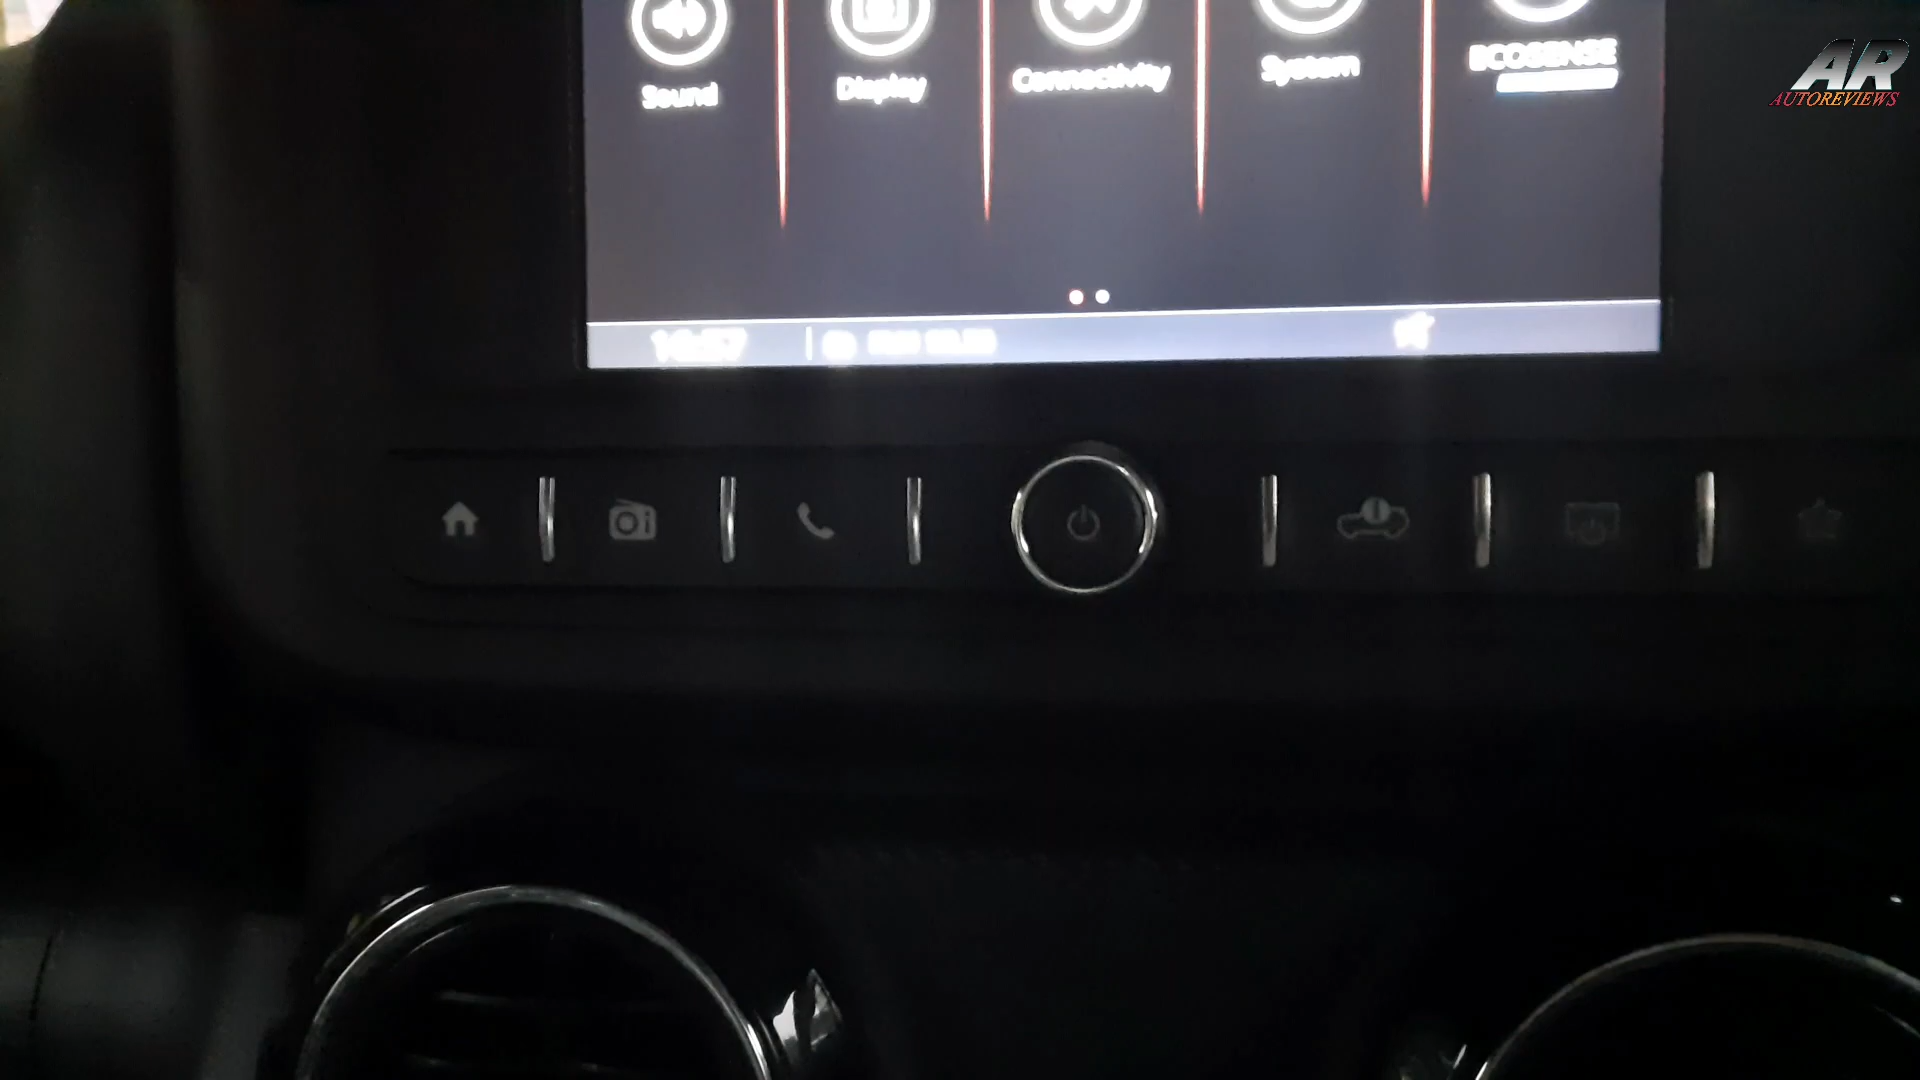 Sound
Display
Connectivity
System
ECOSENSE
AR
AUTOREVIEWS